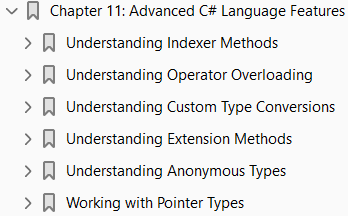 Chapter 11: Advanced C# Language Features
Understanding Indexer Methods
Understanding Operator Overloading
Understanding Custom Type Conversions
Understanding Extension Methods
Understanding Anonymous Types
Working with Pointer Types